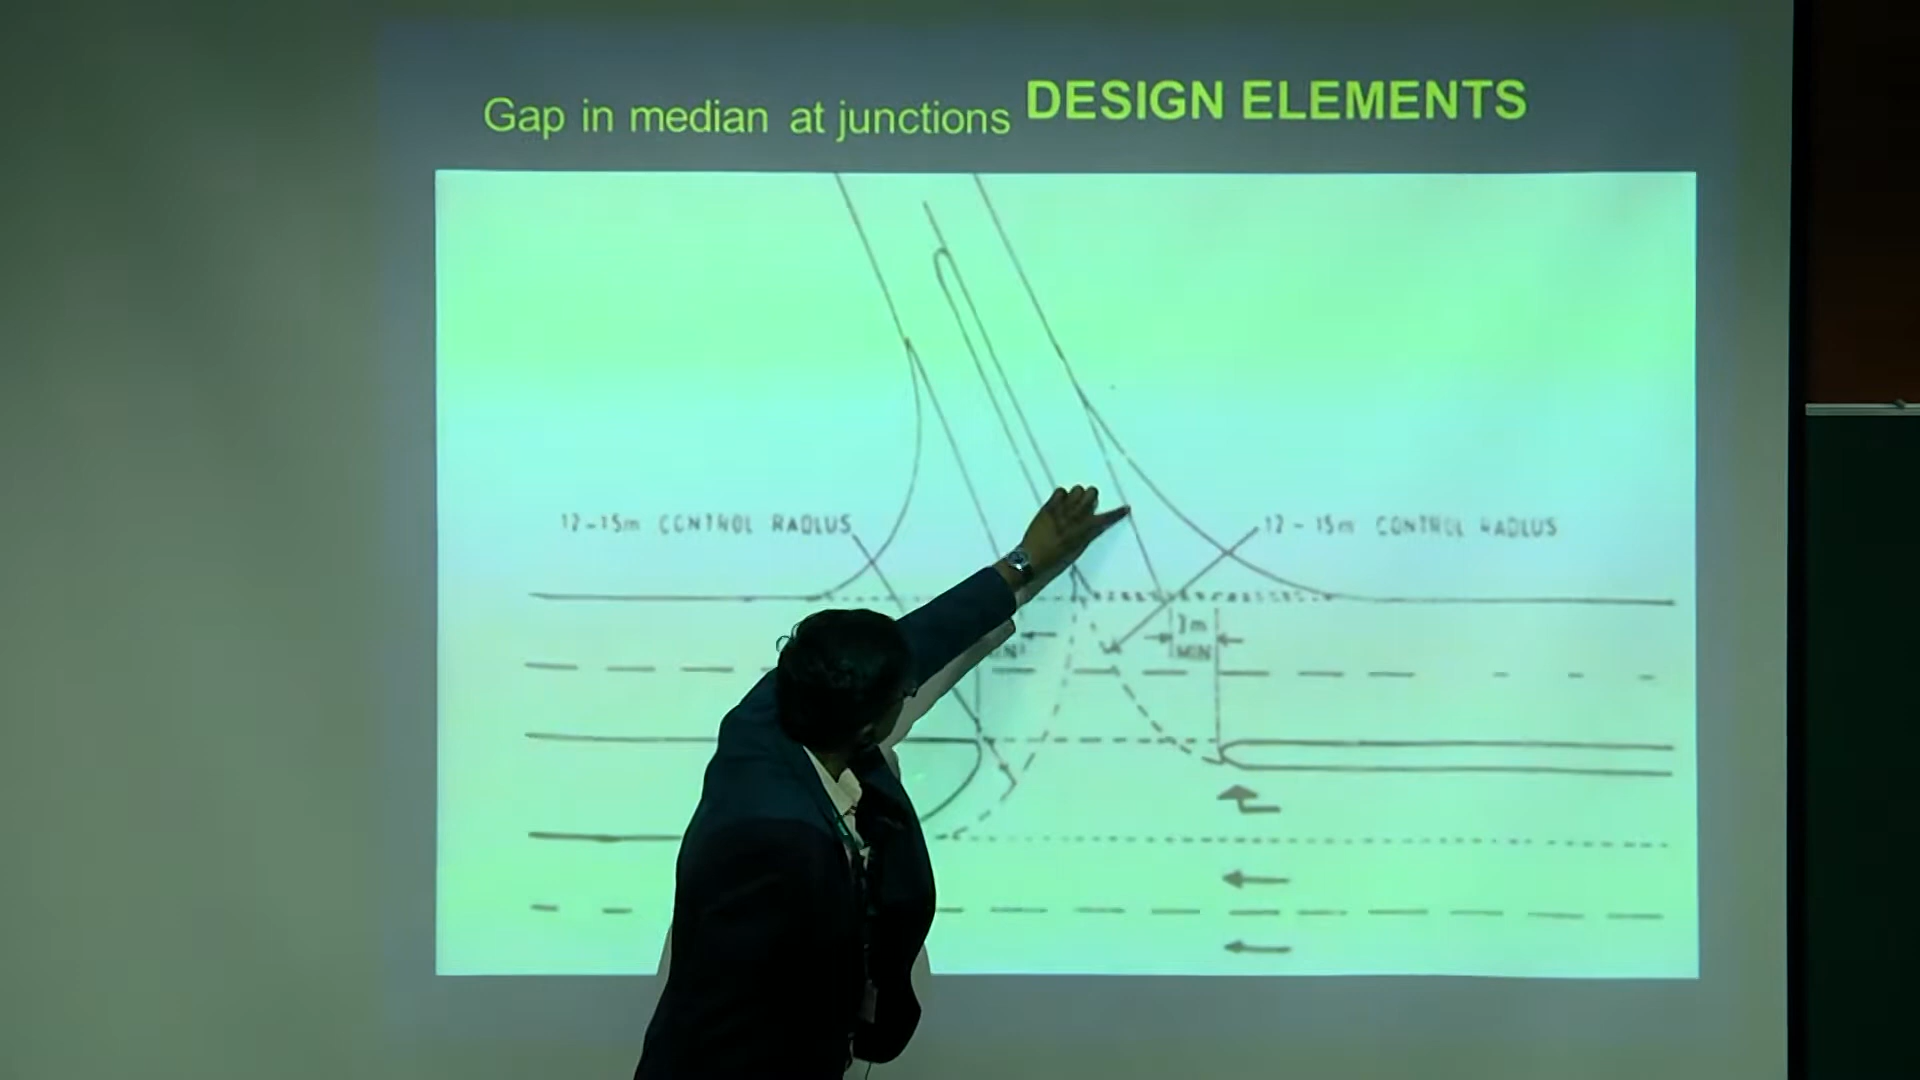 Gap in median at junctions DESIGN ELEMENTS
12-15m CONTROL RADIUS
12 - 15m CONTROL RADIUS
3m
MIN